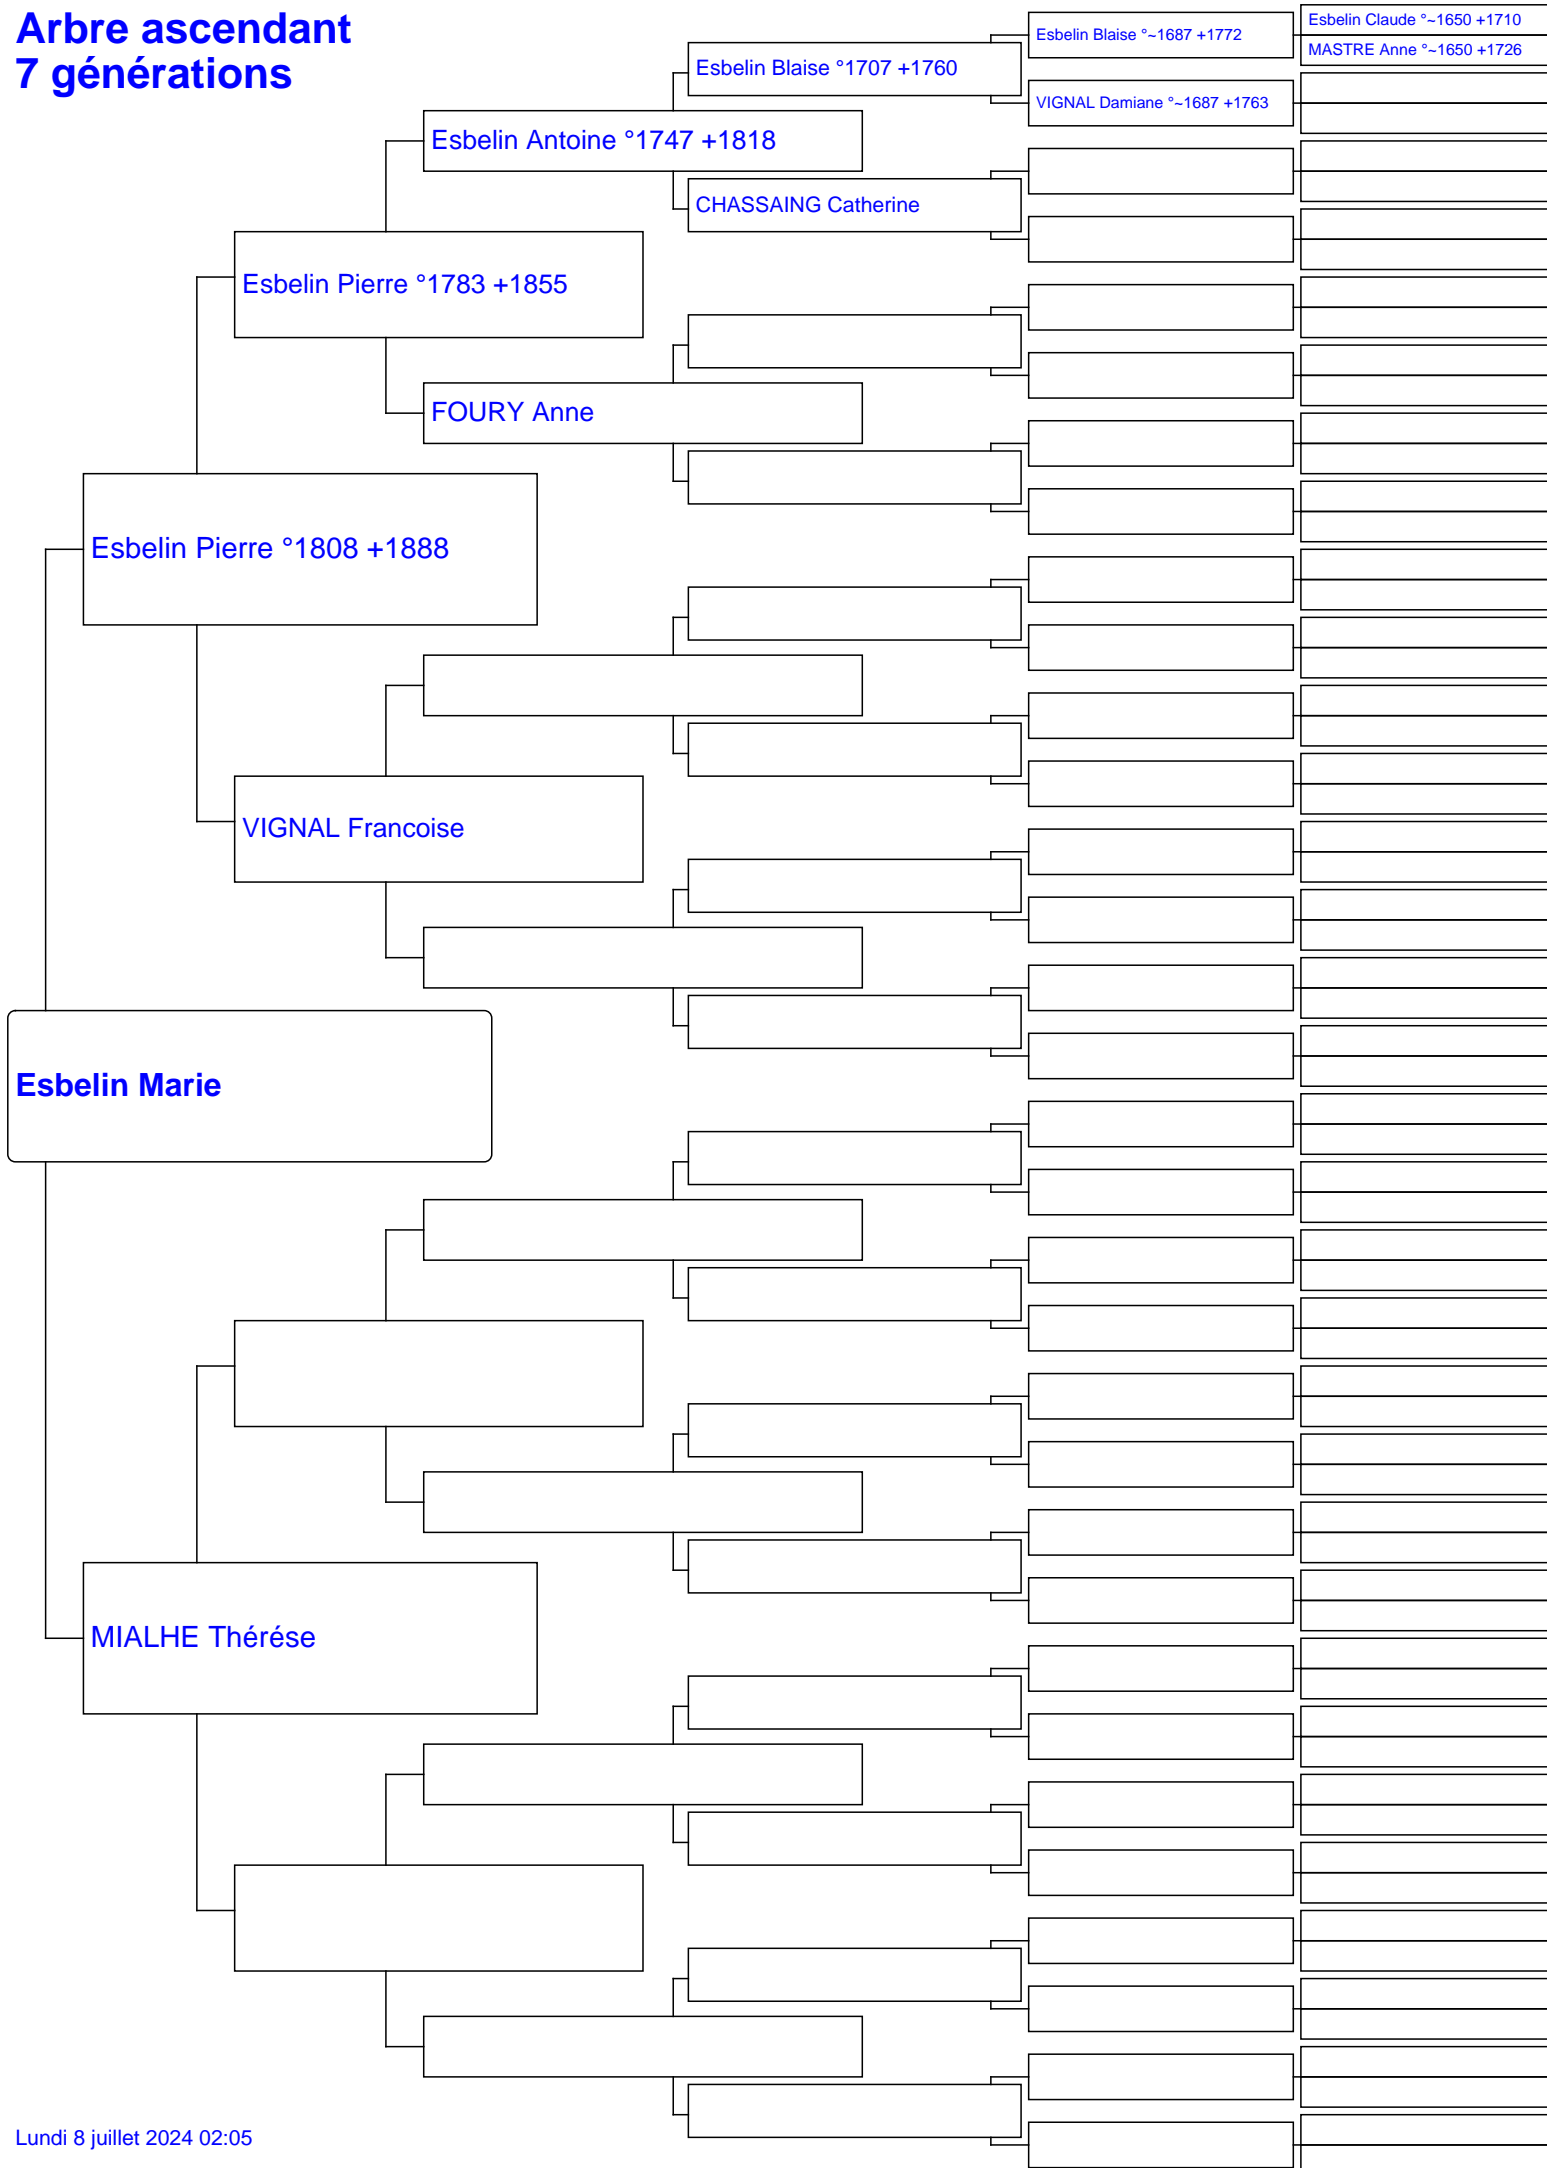 Arbre ascendant
7 générations
Esbelin Claude °~1650 +1710
Esbelin Blaise °~1687 +1772
MASTRE Anne °~1650 +1726
Esbelin Blaise °1707 +1760
VIGNAL Damiane °~1687 +1763
Esbelin Antoine °1747 +1818
CHASSAING Catherine
Esbelin Pierre °1783 +1855
FOURY Anne
Esbelin Pierre °1808 +1888
VIGNAL Francoise
Esbelin Marie
MIALHE Thérése
Lundi 8 juillet 2024 02:05